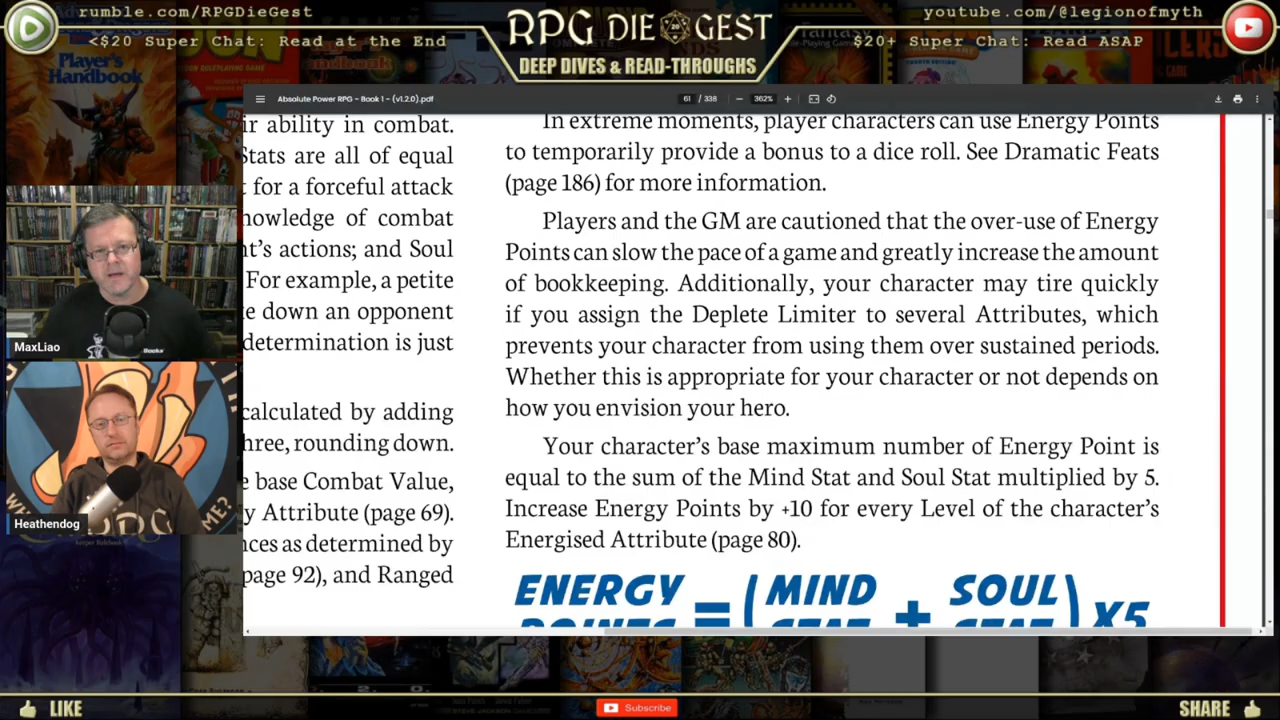 rumble.com/RPGDieGest
<$20 Super Chat: Read at the End
RPG DIE GEST
DEEP DIVES & READ-THROUGHS
youtube.com/@legionofmyth
$20+ Super Chat: Read ASAP
Player's
Handbook
Absolute Power RPG - Book 1 - (v1.2.0).pdf
61 / 338
362%
ir ability in combat.
Stats are all of equal
t for a forceful attack
nowledge of combat
nt's actions; and Soul
For example, a petite
e down an opponent
determination is just
calculated by adding
hree, rounding down.
e base Combat Value,
y Attribute (page 69).
nces as determined by
page 92), and Ranged
In extreme moments, player characters can use Energy Points
to temporarily provide a bonus to a dice roll. See Dramatic Feats
(page 186) for more information.
Players and the GM are cautioned that the over-use of Energy
Points can slow the pace of a game and greatly increase the amount
of bookkeeping. Additionally, your character may tire quickly
if you assign the Deplete Limiter to several Attributes, which
prevents your character from using them over sustained periods.
Whether this is appropriate for your character or not depends on
how you envision your hero.
Your character's base maximum number of Energy Point is
equal to the sum of the Mind Stat and Soul Stat multiplied by 5.
Increase Energy Points by +10 for every Level of the character's
Energised Attribute (page 80).
ENERGY
POINTS = (MIND STAT + SOUL STAT) X5
MaxLiao
Heathendog
LIKE
Subscribe
SHARE